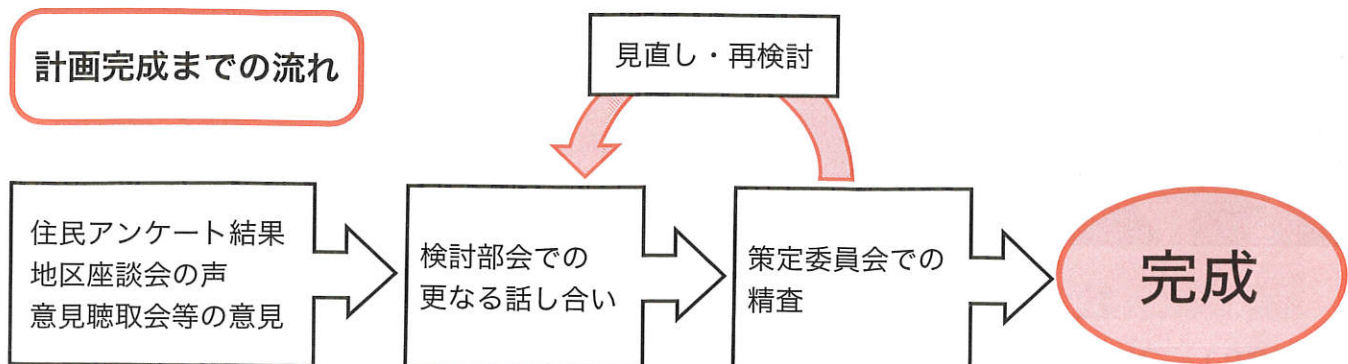 計画完成までの流れ
見直し・再検討
住民アンケート結果
地区座談会の声
意見聴取会等の意見
検討部会での
更なる話し合い
策定委員会での
精査
完成